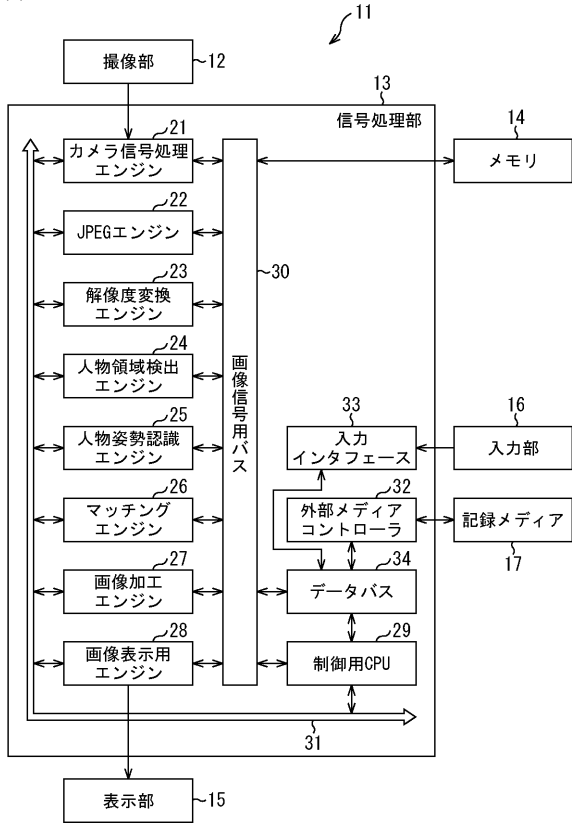 11
撮像部
12
13
信号処理部
14
メモリ
21
カメラ信号処理
エンジン
22
JPEGエンジン
30
23
解像度変換
エンジン
24
人物領域検出
エンジン
画像信号用バス
25
人物姿勢認識
エンジン
33
入力
インタフェース
16
入力部
26
マッチング
エンジン
32
外部メディア
コントローラ
記録メディア
17
27
画像加工
エンジン
34
データバス
28
画像表示用
エンジン
29
制御用CPU
31
表示部
15